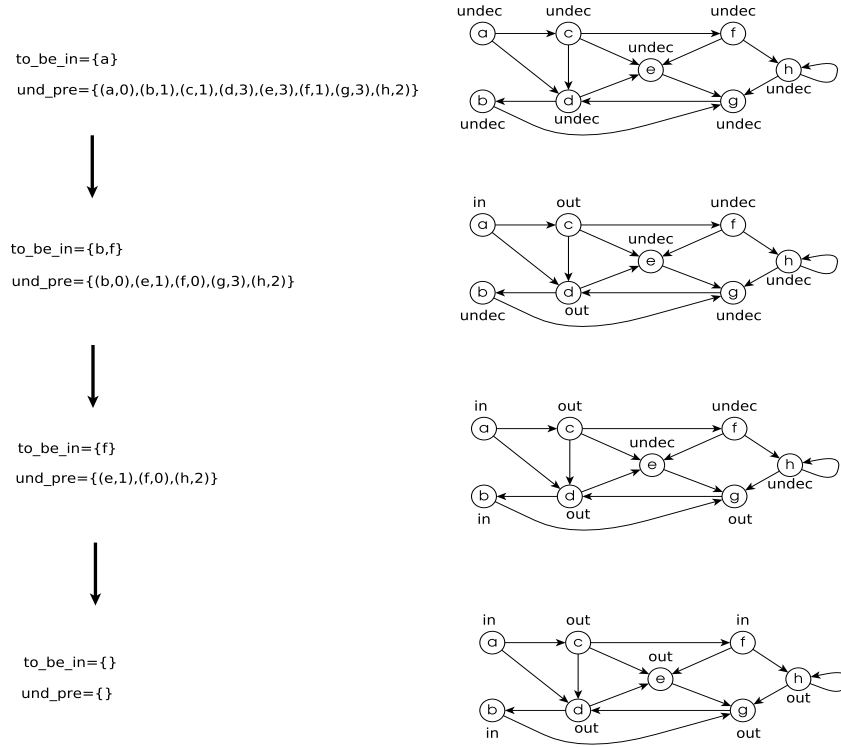 undec undec undec
a c f
to_be_in={a}
undec
e h
und_pre={(a,0),(b,1),(c,1),(d,3),(e,3),(f,1),(g,3),(h,2)}
undec
b d g
undec undec undec
in out undec
a c f
to_be_in={b,f}
undec
e h
und_pre={(b,0),(e,1),(f,0),(g,3),(h,2)}
undec
b d g
undec out undec
in out undec
a c f
to_be_in={f}
undec
e h
und_pre={(e,1),(f,0),(h,2)}
undec
b d g
in out out
in out in
a c f
to_be_in={}
out
e h
und_pre={}
out
b d g
in out out